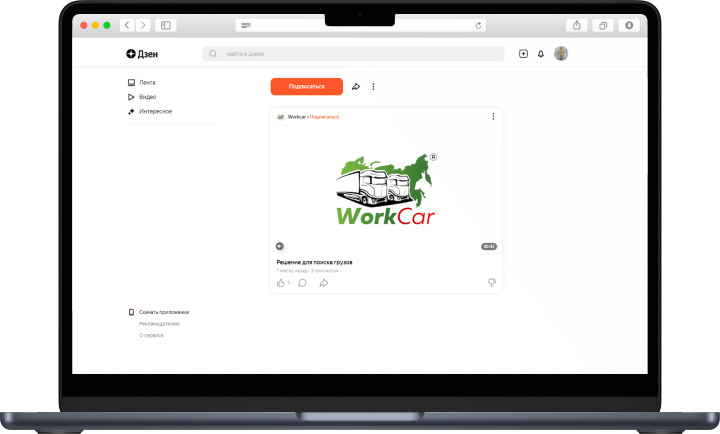 Дзен
найти в дзене
Лента
Видео
Интересное
Подписаться
Workcar • Подписаться
®
WorkCar
00:42
Решение для поиска грузов
1 месяц назад • 3 просмотра
1
Скачать приложение
Рекламодателям
О сервисе